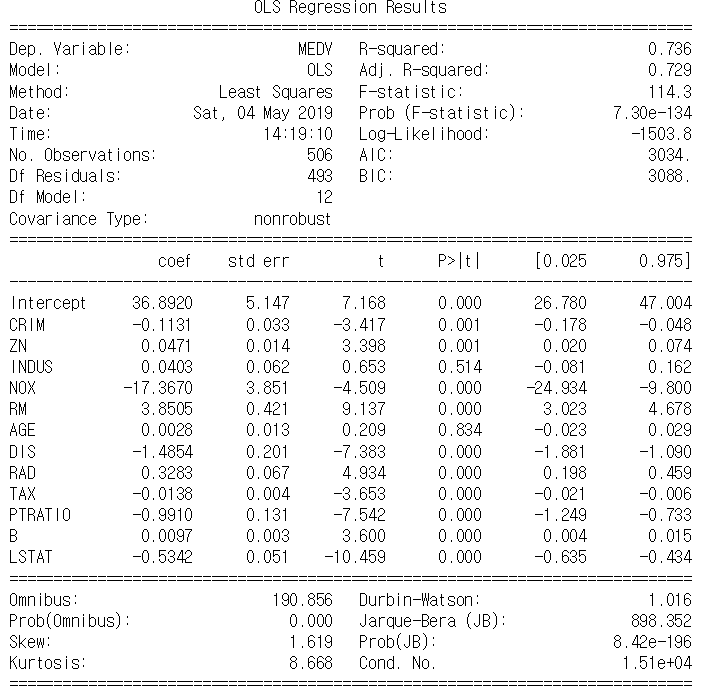 OLS Regression Results
==============================================================================
Dep. Variable: MEDV R-squared: 0.736
Model: OLS Adj. R-squared: 0.729
Method: Least Squares F-statistic: 114.3
Date: Sat, 04 May 2019 Prob (F-statistic): 7.30e-134
Time: 14:19:10 Log-Likelihood: -1503.8
No. Observations: 506 AIC: 3034.
Df Residuals: 493 BIC: 3088.
Df Model: 12
Covariance Type: nonrobust
==============================================================================
coef std err t P>|t| [0.025 0.975]
------------------------------------------------------------------------------
Intercept 36.8920 5.147 7.168 0.000 26.780 47.004
CRIM -0.1131 0.033 -3.417 0.001 -0.178 -0.048
ZN 0.0471 0.014 3.398 0.001 0.020 0.074
INDUS 0.0403 0.062 0.653 0.514 -0.081 0.162
NOX -17.3670 3.851 -4.509 0.000 -24.934 -9.800
RM 3.8505 0.421 9.137 0.000 3.023 4.678
AGE 0.0028 0.013 0.209 0.834 -0.023 0.029
DIS -1.4854 0.201 -7.383 0.000 -1.881 -1.090
RAD 0.3283 0.067 4.934 0.000 0.198 0.459
TAX -0.0138 0.004 -3.653 0.000 -0.021 -0.006
PTRATIO -0.9910 0.131 -7.542 0.000 -1.249 -0.733
B 0.0097 0.003 3.600 0.000 0.004 0.015
LSTAT -0.5342 0.051 -10.459 0.000 -0.635 -0.434
==============================================================================
Omnibus: 190.856 Durbin-Watson: 1.016
Prob(Omnibus): 0.000 Jarque-Bera (JB): 898.352
Skew: 1.619 Prob(JB): 8.42e-196
Kurtosis: 8.668 Cond. No. 1.51e+04
==============================================================================